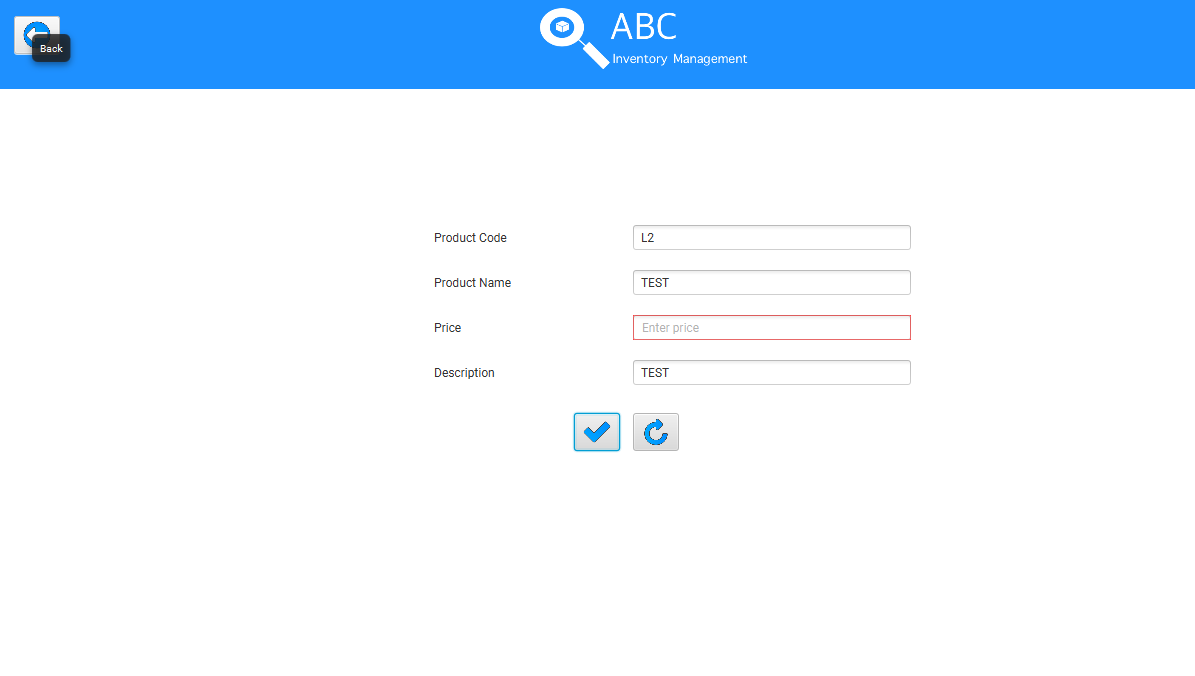 Back
ABC
Inventory Management
Product Code
L2
Product Name
TEST
Price
Enter price
Description
TEST